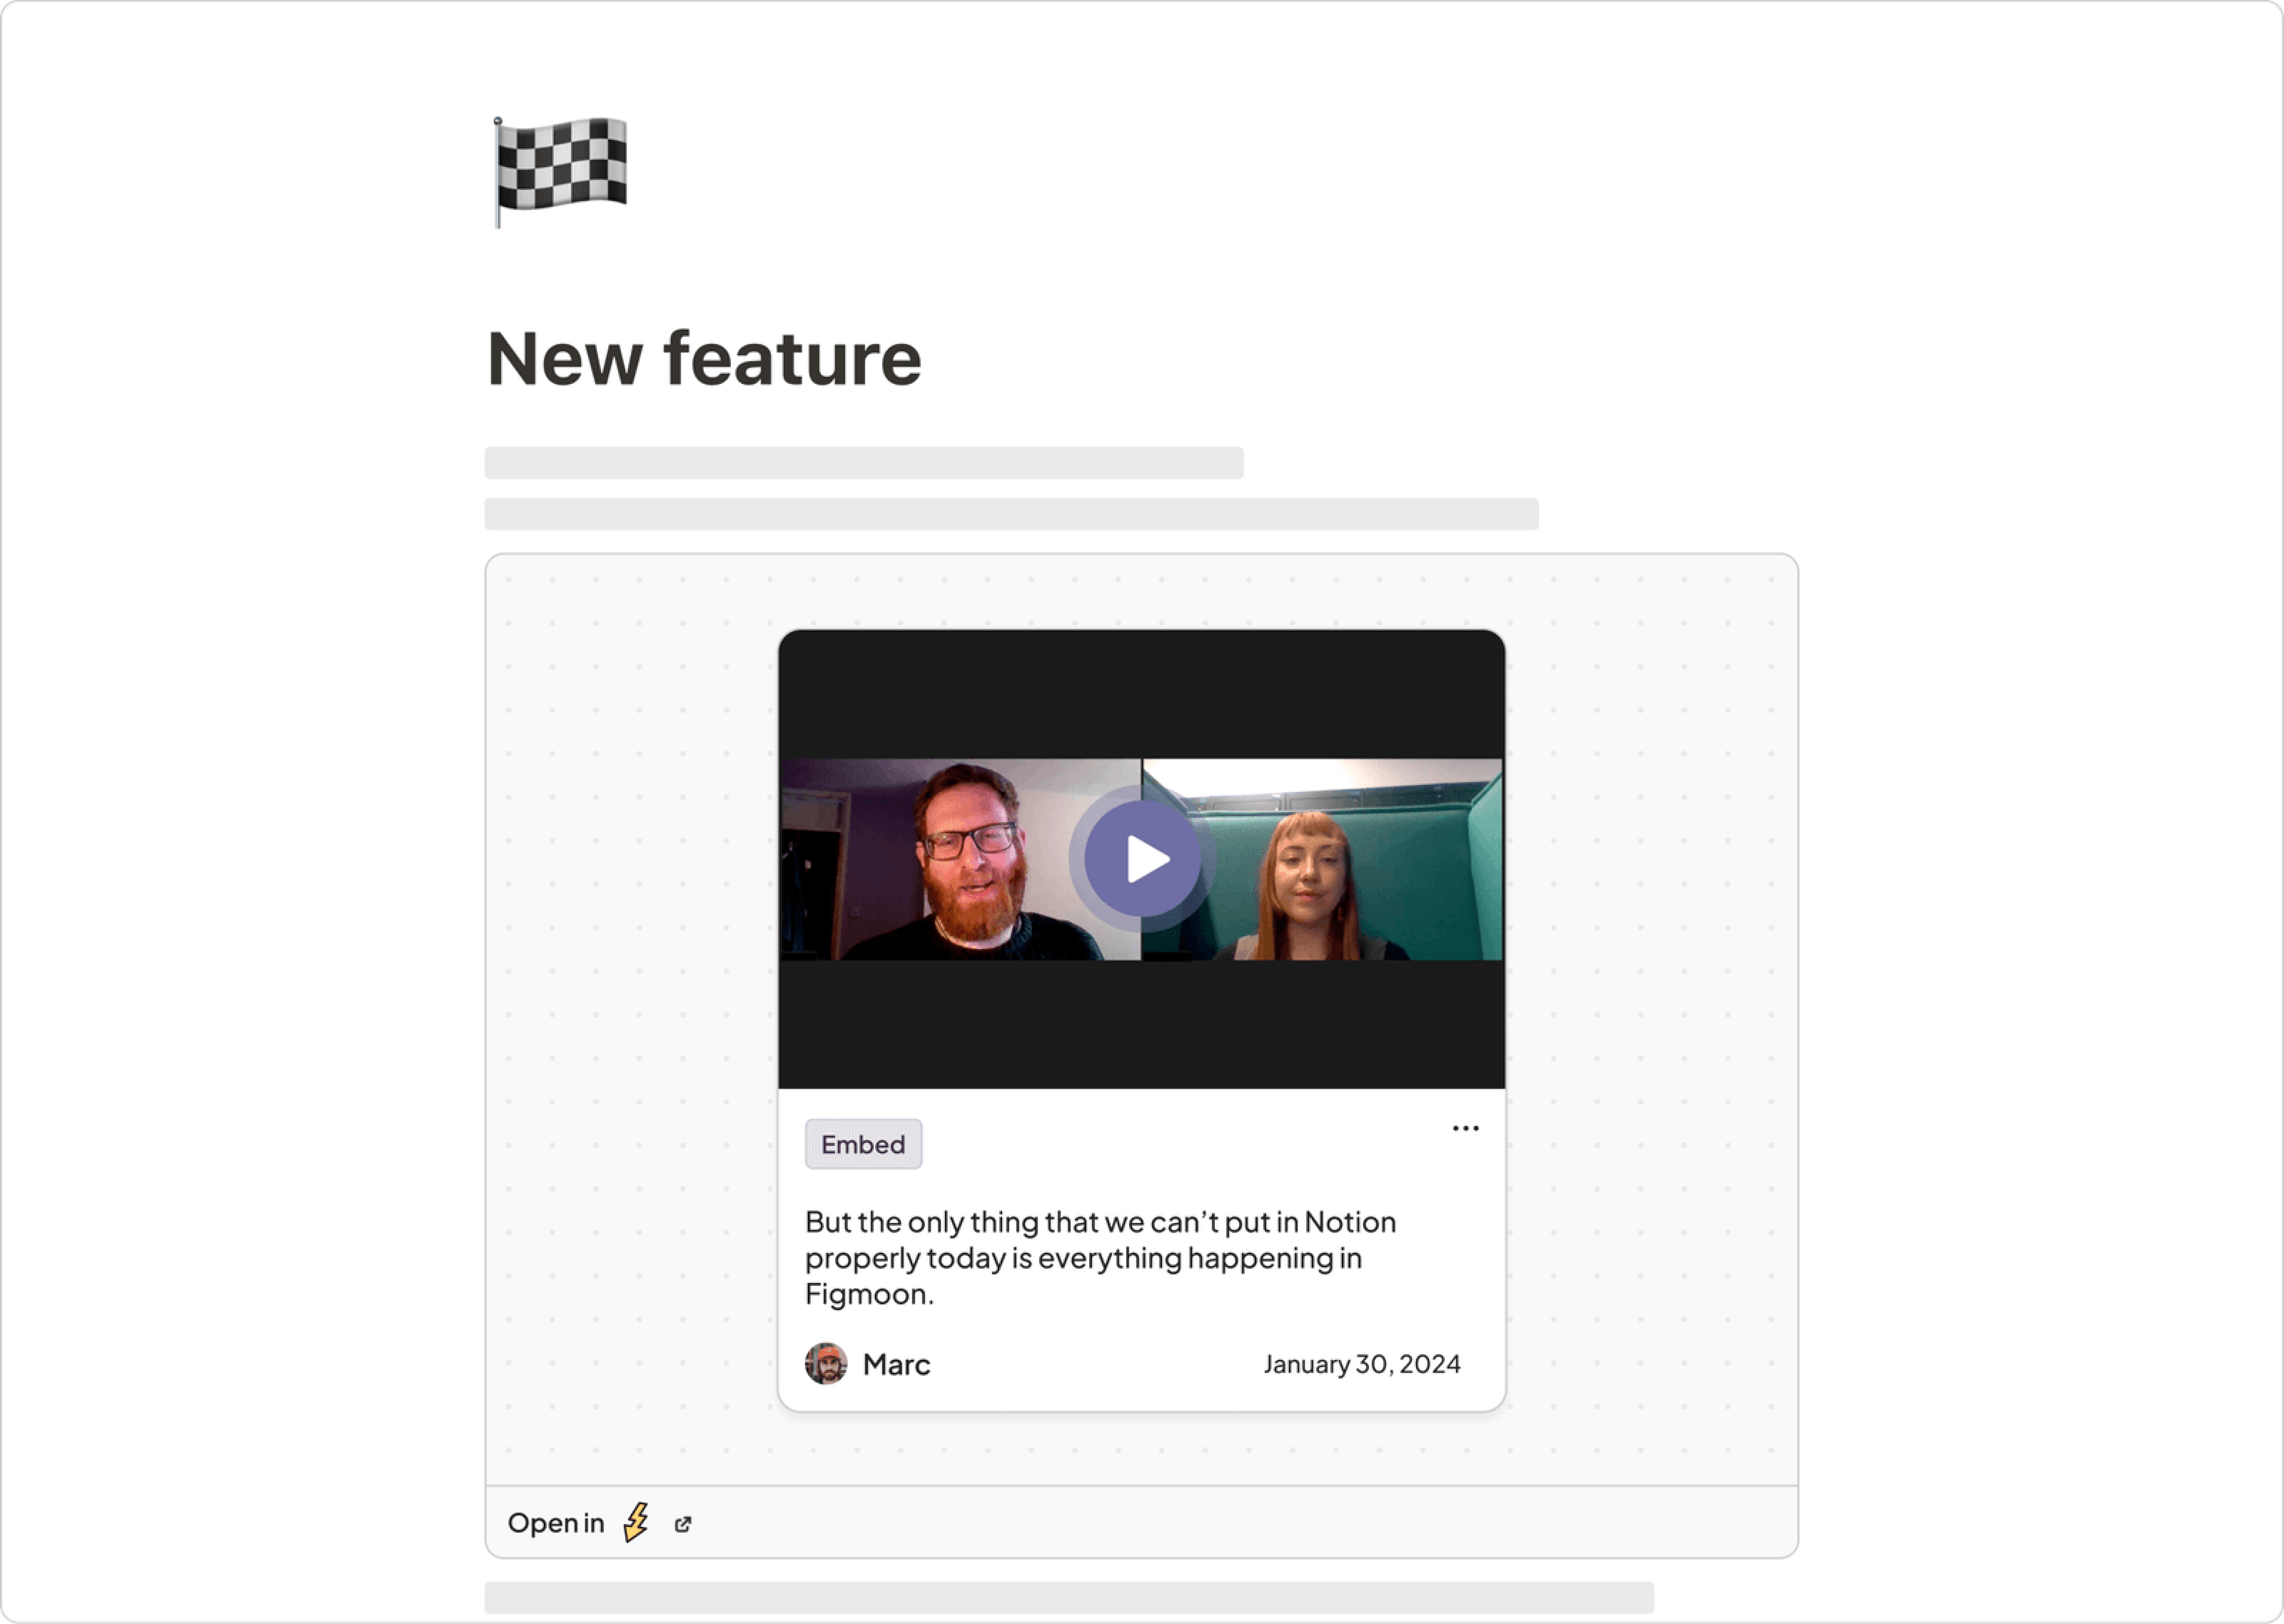 New feature
Embed
But the only thing that we can’t put in Notion
properly today is everything happening in
Figmoon.
Marc
January 30, 2024
Open in